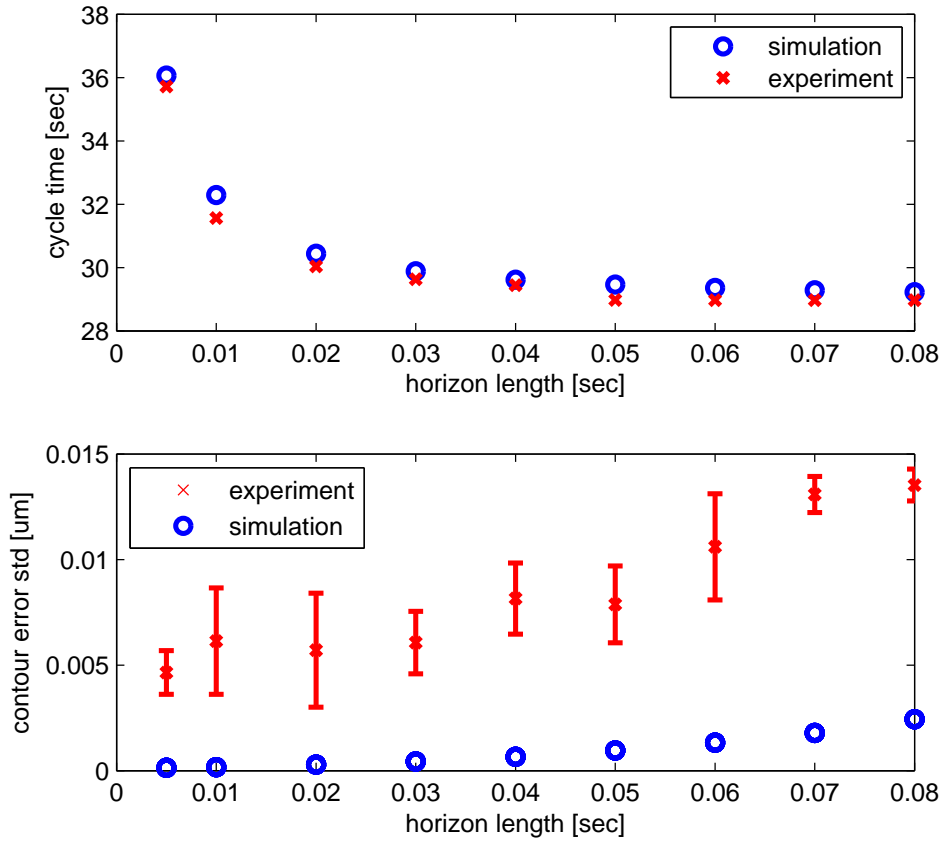 38
36
34
32
30
28
cycle time [sec]
simulation
experiment
0 0.01 0.02 0.03 0.04 0.05 0.06 0.07 0.08
horizon length [sec]
0.015
0.01
0.005
0
contour error std [um]
experiment
simulation
0 0.01 0.02 0.03 0.04 0.05 0.06 0.07 0.08
horizon length [sec]